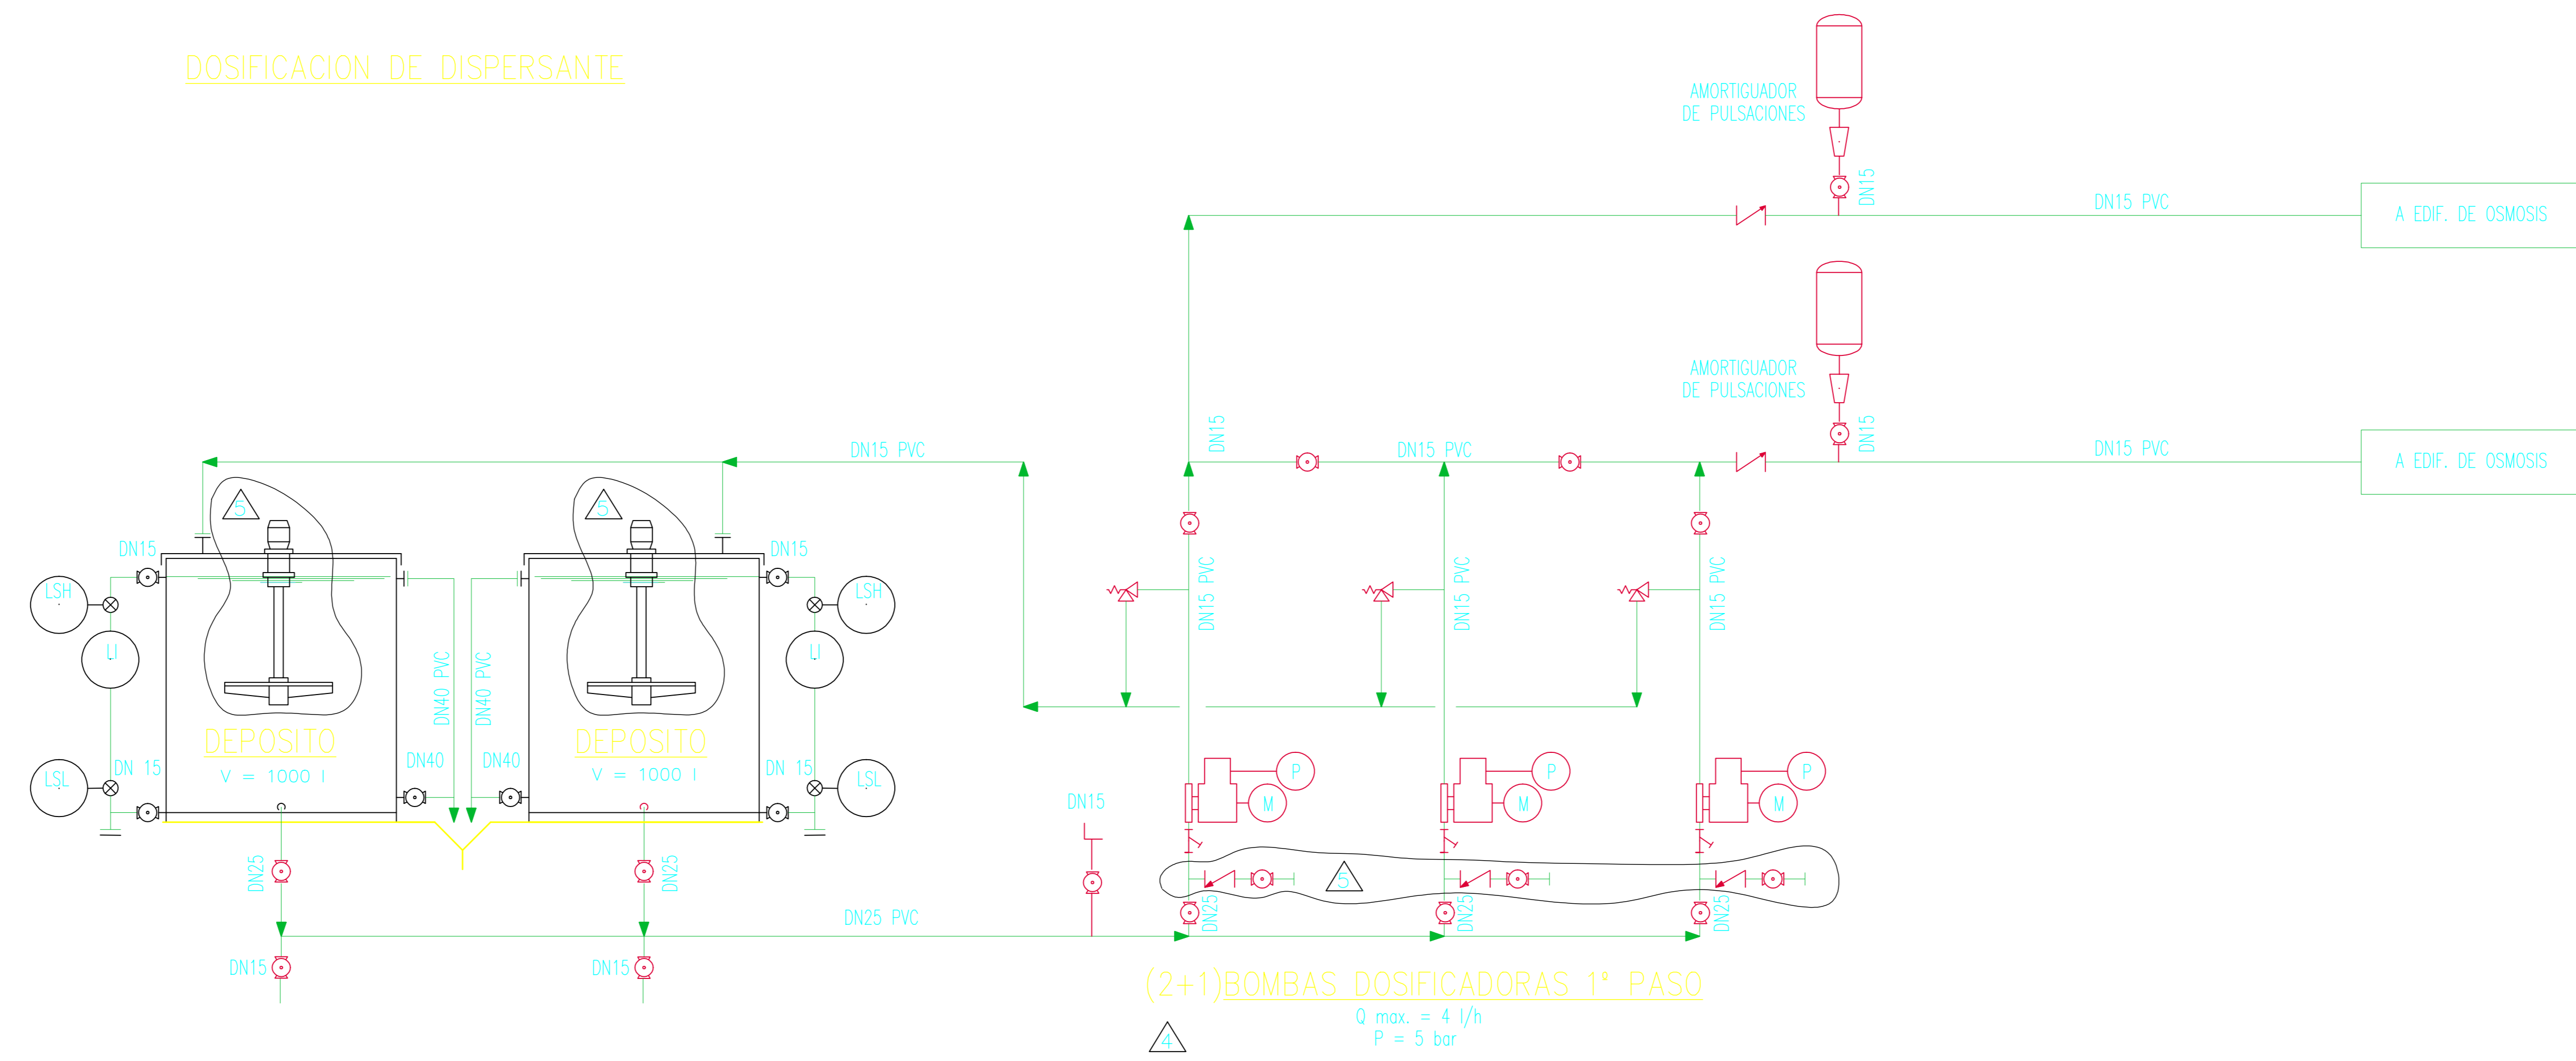 DOSIFICACION DE DISPERSANTE
AMORTIGUADOR
DE PULSACIONES
DN15
DN15 PVC
A EDIF. DE OSMOSIS
AMORTIGUADOR
DE PULSACIONES
DN15
DN15 PVC
A EDIF. DE OSMOSIS
DN15 PVC
DN15
DN15 PVC
5
5
DN15
DN15
LSH
LSH
LI
LI
DN40 PVC
DN40 PVC
DN15 PVC
DN15 PVC
DN15 PVC
DEPOSITO
V = 1000 l
DEPOSITO
V = 1000 l
DN 15
DN40
DN40
DN 15
LSL
LSL
P
M
P
M
P
M
DN15
DN25
DN25
5
DN25
DN25
DN25
DN25 PVC
DN15
DN15
(2+1)BOMBAS DOSIFICADORAS 1º PASO
Q max. = 4 l/h
P = 5 bar
4